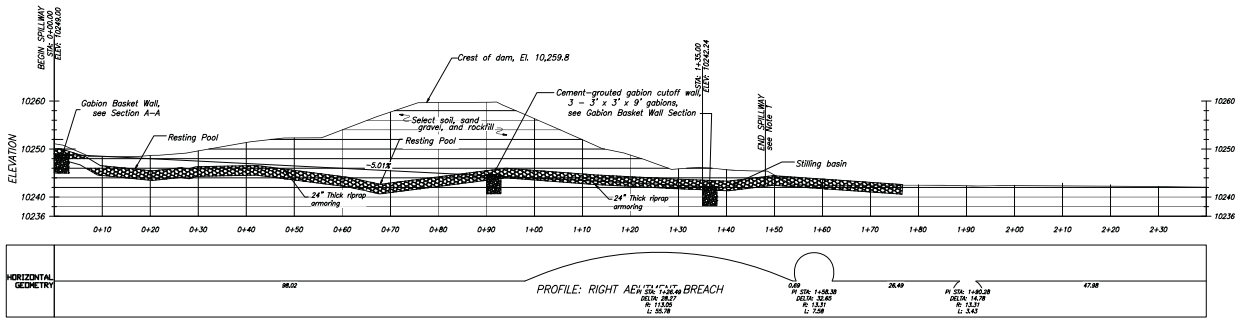 BEGIN SPILLWAY
STA: 0+00.00
ELEV: 10249.00
Crest of dam, El. 10,259.8
STA: 1+35.00
ELEV: 10242.24
Gabion Basket Wall,
see Section A-A
Cement-grouted gabion cutoff wall,
3 - 3' x 3' x 9' gabions,
see Gabion Basket Wall Section
END SPILLWAY
see Note 1
Select soil, sand
gravel, and rockfill
Resting Pool
Resting Pool
-5.01%
Stilling basin
24" Thick riprap
armoring
24" Thick riprap
armoring
ELEVATION
10260
10250
10240
10236
10260
10250
10240
10236
0+10 0+20 0+30 0+40 0+50 0+60 0+70 0+80 0+90 1+00 1+10 1+20 1+30 1+40 1+50 1+60 1+70 1+80 1+90 2+00 2+10 2+20 2+30
HORIZONTAL
GEOMETRY
98.02
PROFILE: RIGHT ABUTMENT BREACH
PI STA: 1+26.49
DELTA: 28.27
R: 113.05
L: 55.78
0.69
PI STA: 1+58.38
DELTA: 32.65
R: 13.31
L: 7.58
26.49
PI STA: 1+90.28
DELTA: 14.78
R: 13.31
L: 3.43
47.98